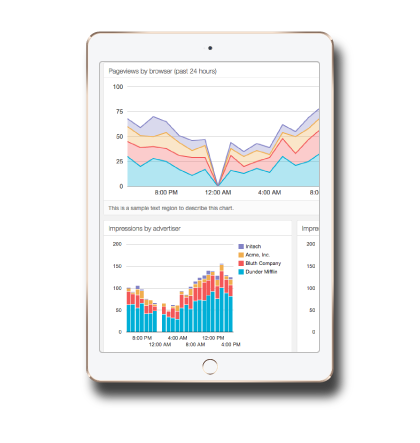 Pageviews by browser (past 24 hours)
100
75
50
25
0
8:00 PM 12:00 AM 4:00 AM 8:0
This is a sample text region to describe this chart.
Impressions by advertiser
200
150
100
50
0
8:00 PM 4:00 AM 12:00 PM
12:00 AM 8:00 AM 4:00 PM
Initech
Acme, Inc.
Bluth Company
Dunder Mifflin
Impre
200
150
100
50
0